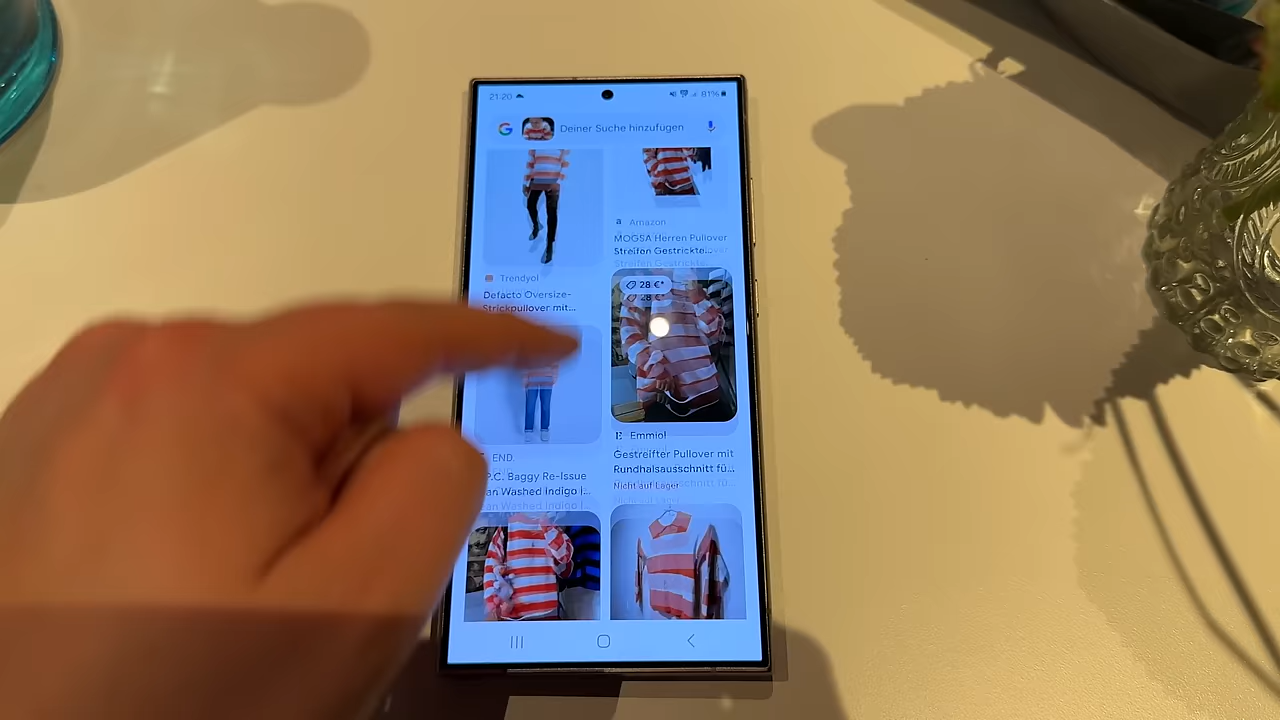 21:20
81%
G Deiner Suche hinzufügen
a Amazon
MOGSA Herren Pullover
Streifen Gestrickte...
Trendyol
Defacto Oversize-
Strickpullover mit...
28 €*
E Emmiol
Gestreifter Pullover mit
Rundhalsausschnitt fü...
Nicht auf Lager
END.
P.C. Baggy Re-Issue
an Washed Indigo |...